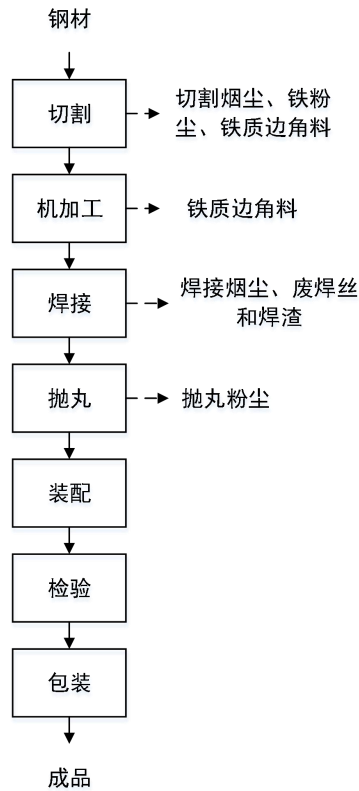 钢材
切割
切割烟尘、铁粉
尘、铁质边角料
机加工
铁质边角料
焊接
焊接烟尘、废焊丝
和焊渣
抛丸
抛丸粉尘
装配
检验
包装
成品